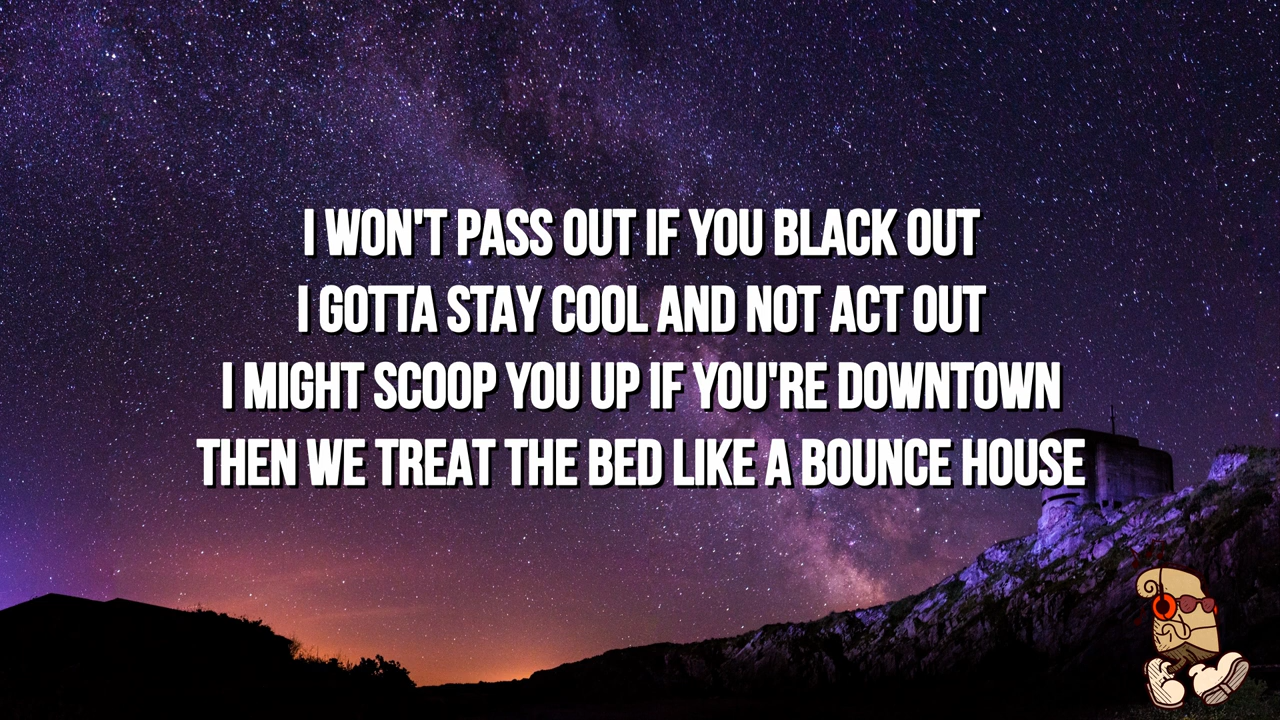 I WON'T PASS OUT IF YOU BLACK OUT
I GOTTA STAY COOL AND NOT ACT OUT
I MIGHT SCOOP YOU UP IF YOU'RE DOWNTOWN
THEN WE TREAT THE BED LIKE A BOUNCE HOUSE